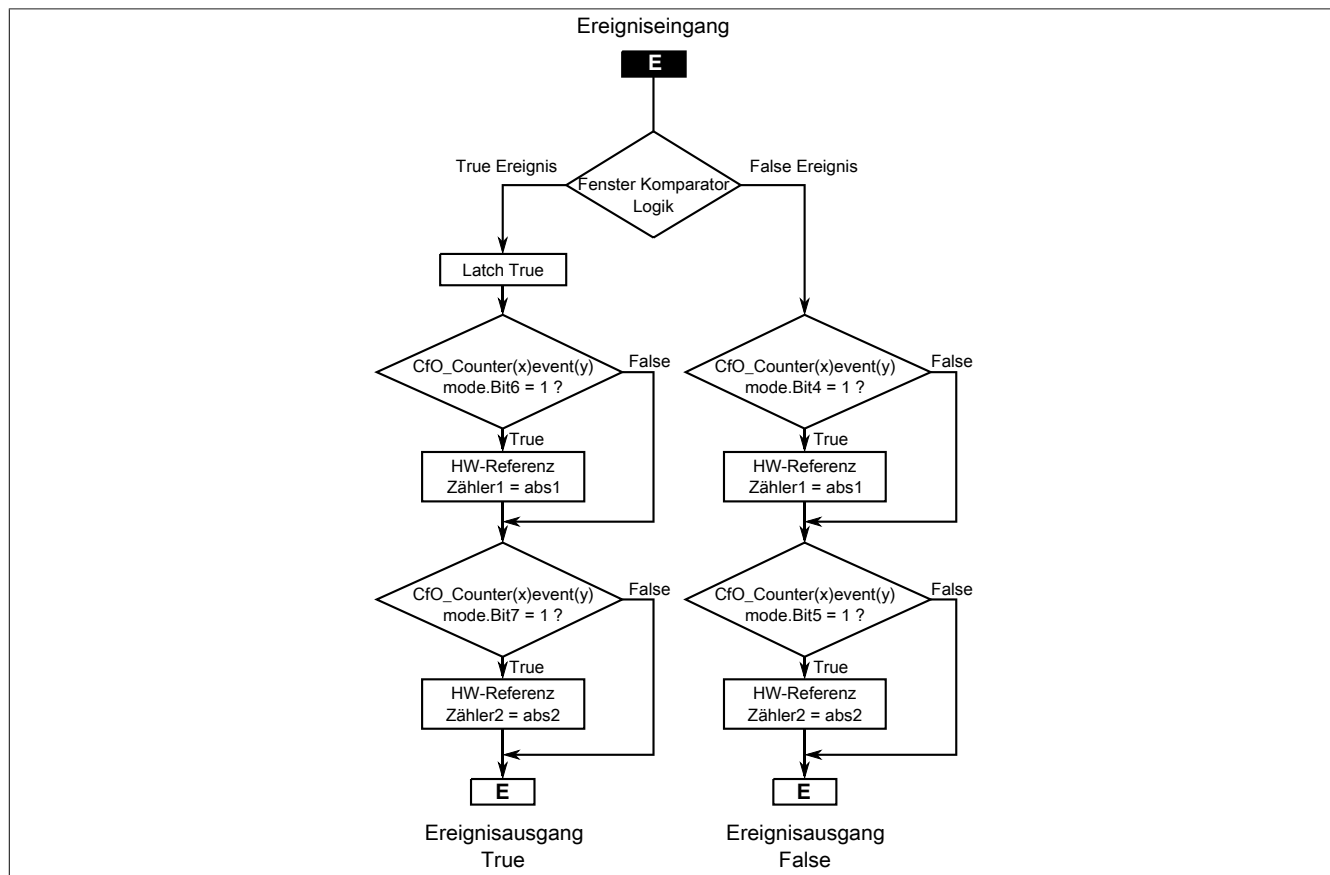 Ereigniseingang
E
True Ereignis
False Ereignis
Fenster Komparator
Logik
Latch True
CfO_Counter(x)event(y)
mode.Bit6 = 1 ?
False
True
HW-Referenz
Zähler1 = abs1
CfO_Counter(x)event(y)
mode.Bit7 = 1 ?
False
True
HW-Referenz
Zähler2 = abs2
E
Ereignisausgang
True
CfO_Counter(x)event(y)
mode.Bit4 = 1 ?
False
True
HW-Referenz
Zähler1 = abs1
CfO_Counter(x)event(y)
mode.Bit5 = 1 ?
False
True
HW-Referenz
Zähler2 = abs2
E
Ereignisausgang
False